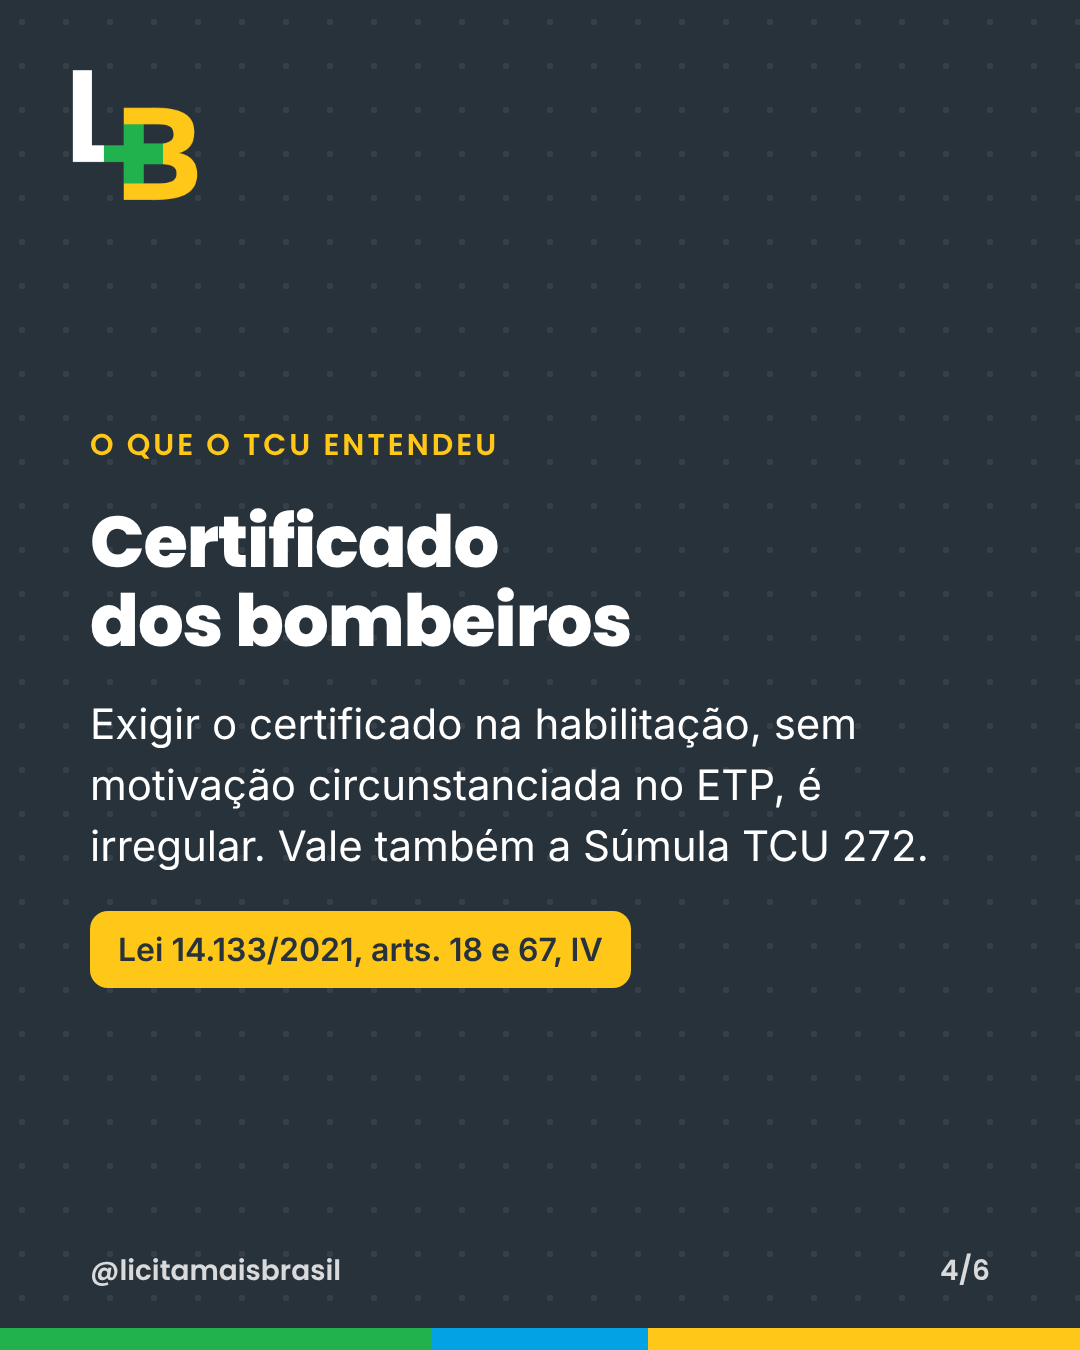 L+B
O QUE O TCU ENTENDEU
Certificado
dos bombeiros
Exigir o certificado na habilitação, sem
motivação circunstanciada no ETP, é
irregular. Vale também a Súmula TCU 272.
Lei 14.133/2021, arts. 18 e 67, IV
@licitamaisbrasil
4/6